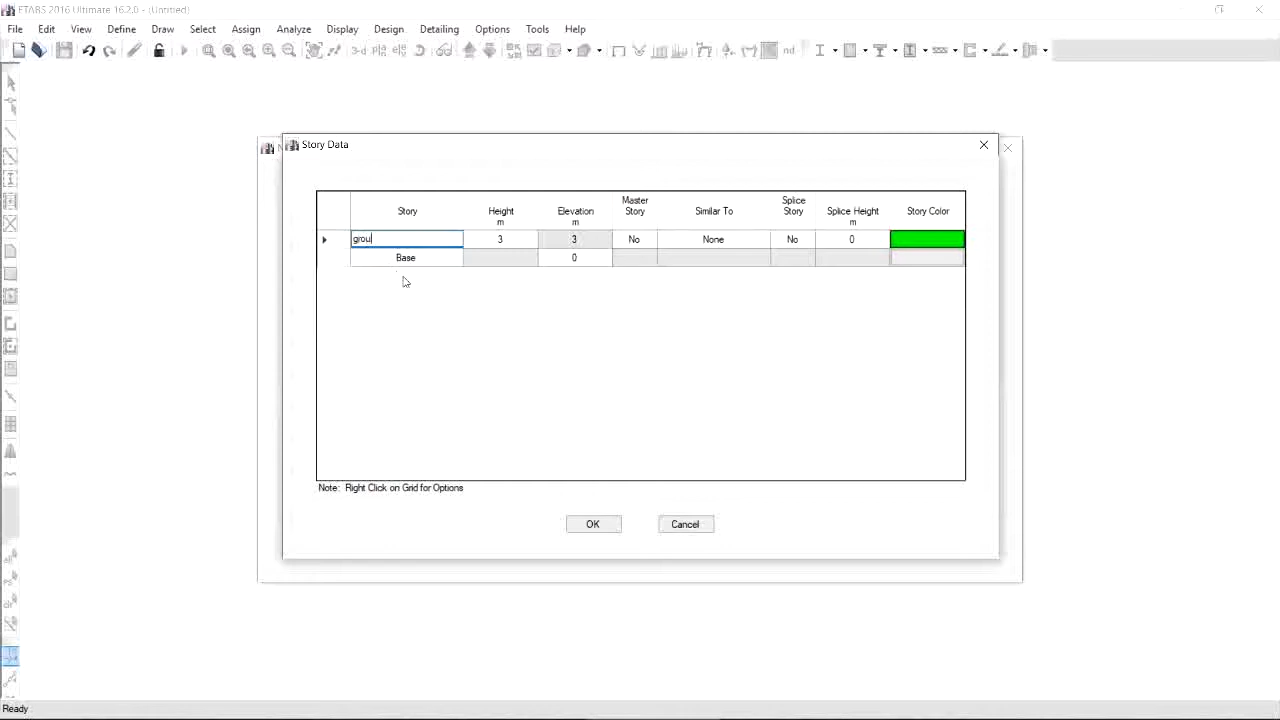 ETABS 2016 Ultimate 16.2.0 - (Untitled)
File Edit View Define Draw Select Assign Analyze Display Design Detailing Options Tools Help
3-d
nd
Story Data
Story Height m Elevation m Master Story Similar To Splice Story Splice Height m Story Color
grou 3 3 No None No 0
Base 0
Note: Right Click on Grid for Options
OK Cancel
Ready